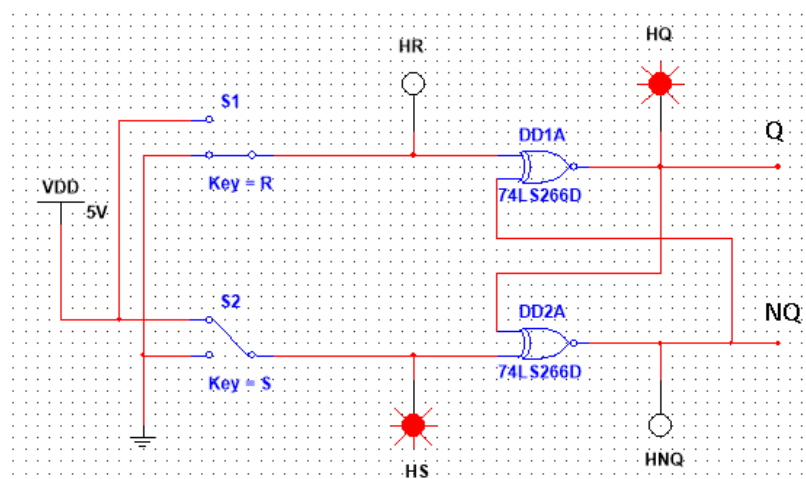 HR
HQ
S1
DD1A
Q
Key = R
74LS266D
VDD
5V
S2
DD2A
NQ
Key = S
74LS266D
HS
HNQ